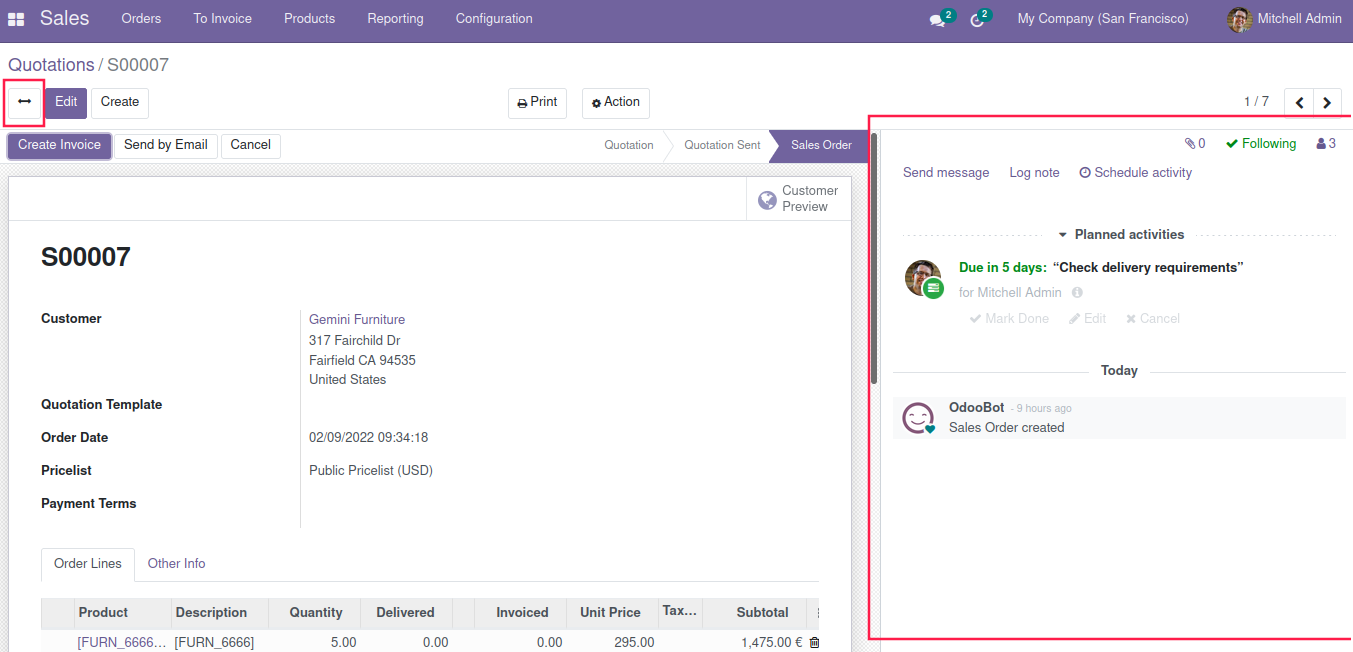 Sales Orders To Invoice Products Reporting Configuration 2 2 My Company (San Francisco) Mitchell Admin
Quotations / S00007
Edit Create Print Action 1 / 7
Create Invoice Send by Email Cancel Quotation Quotation Sent Sales Order
0 Following 3
Send message Log note Schedule activity
Customer
Preview
Planned activities
S00007
Due in 5 days: “Check delivery requirements”
for Mitchell Admin
Mark Done Edit Cancel
Customer Gemini Furniture
317 Fairchild Dr
Fairfield CA 94535
United States
Today
OdooBot - 9 hours ago
Sales Order created
Quotation Template
Order Date 02/09/2022 09:34:18
Pricelist Public Pricelist (USD)
Payment Terms
Order Lines Other Info
Product Description Quantity Delivered Invoiced Unit Price Tax... Subtotal
[FURN_6666... [FURN_6666] 5.00 0.00 0.00 295.00 1,475.00 €